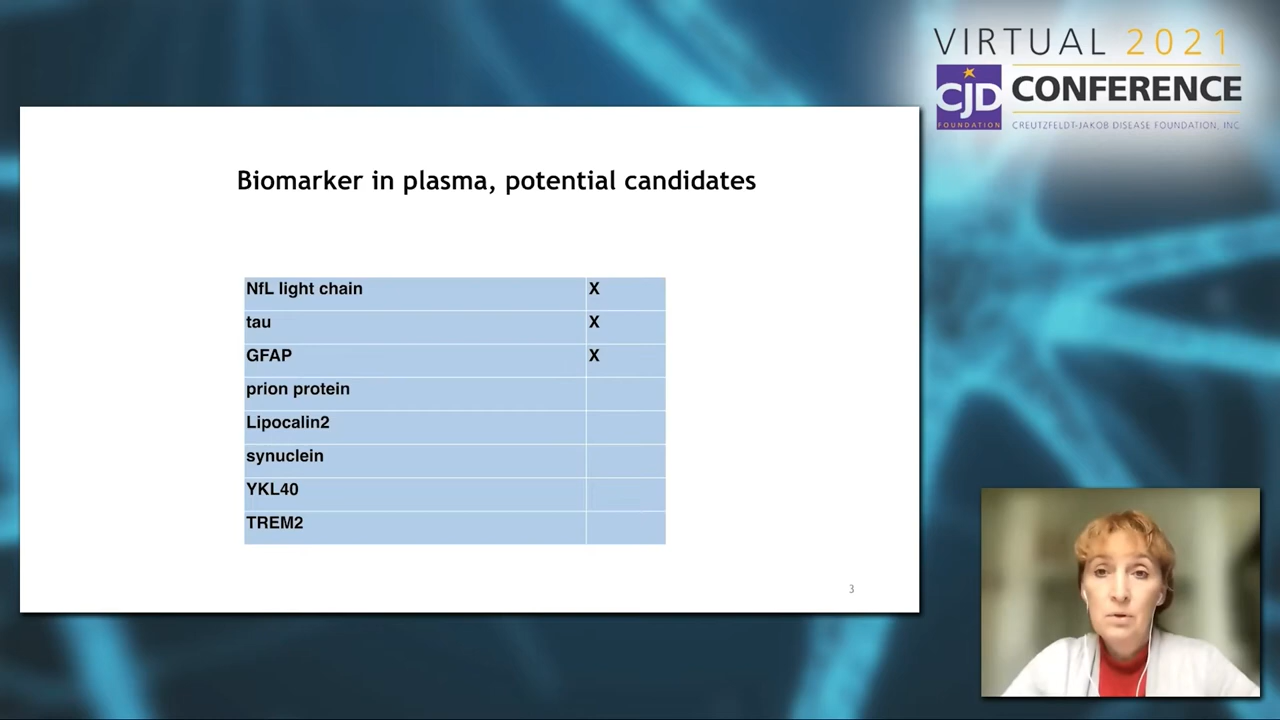 VIRTUAL 2021
CJD CONFERENCE
FOUNDATION CREUTZFELDT-JAKOB DISEASE FOUNDATION, INC.
Biomarker in plasma, potential candidates
NfL light chain X
tau X
GFAP X
prion protein
Lipocalin2
synuclein
YKL40
TREM2
3